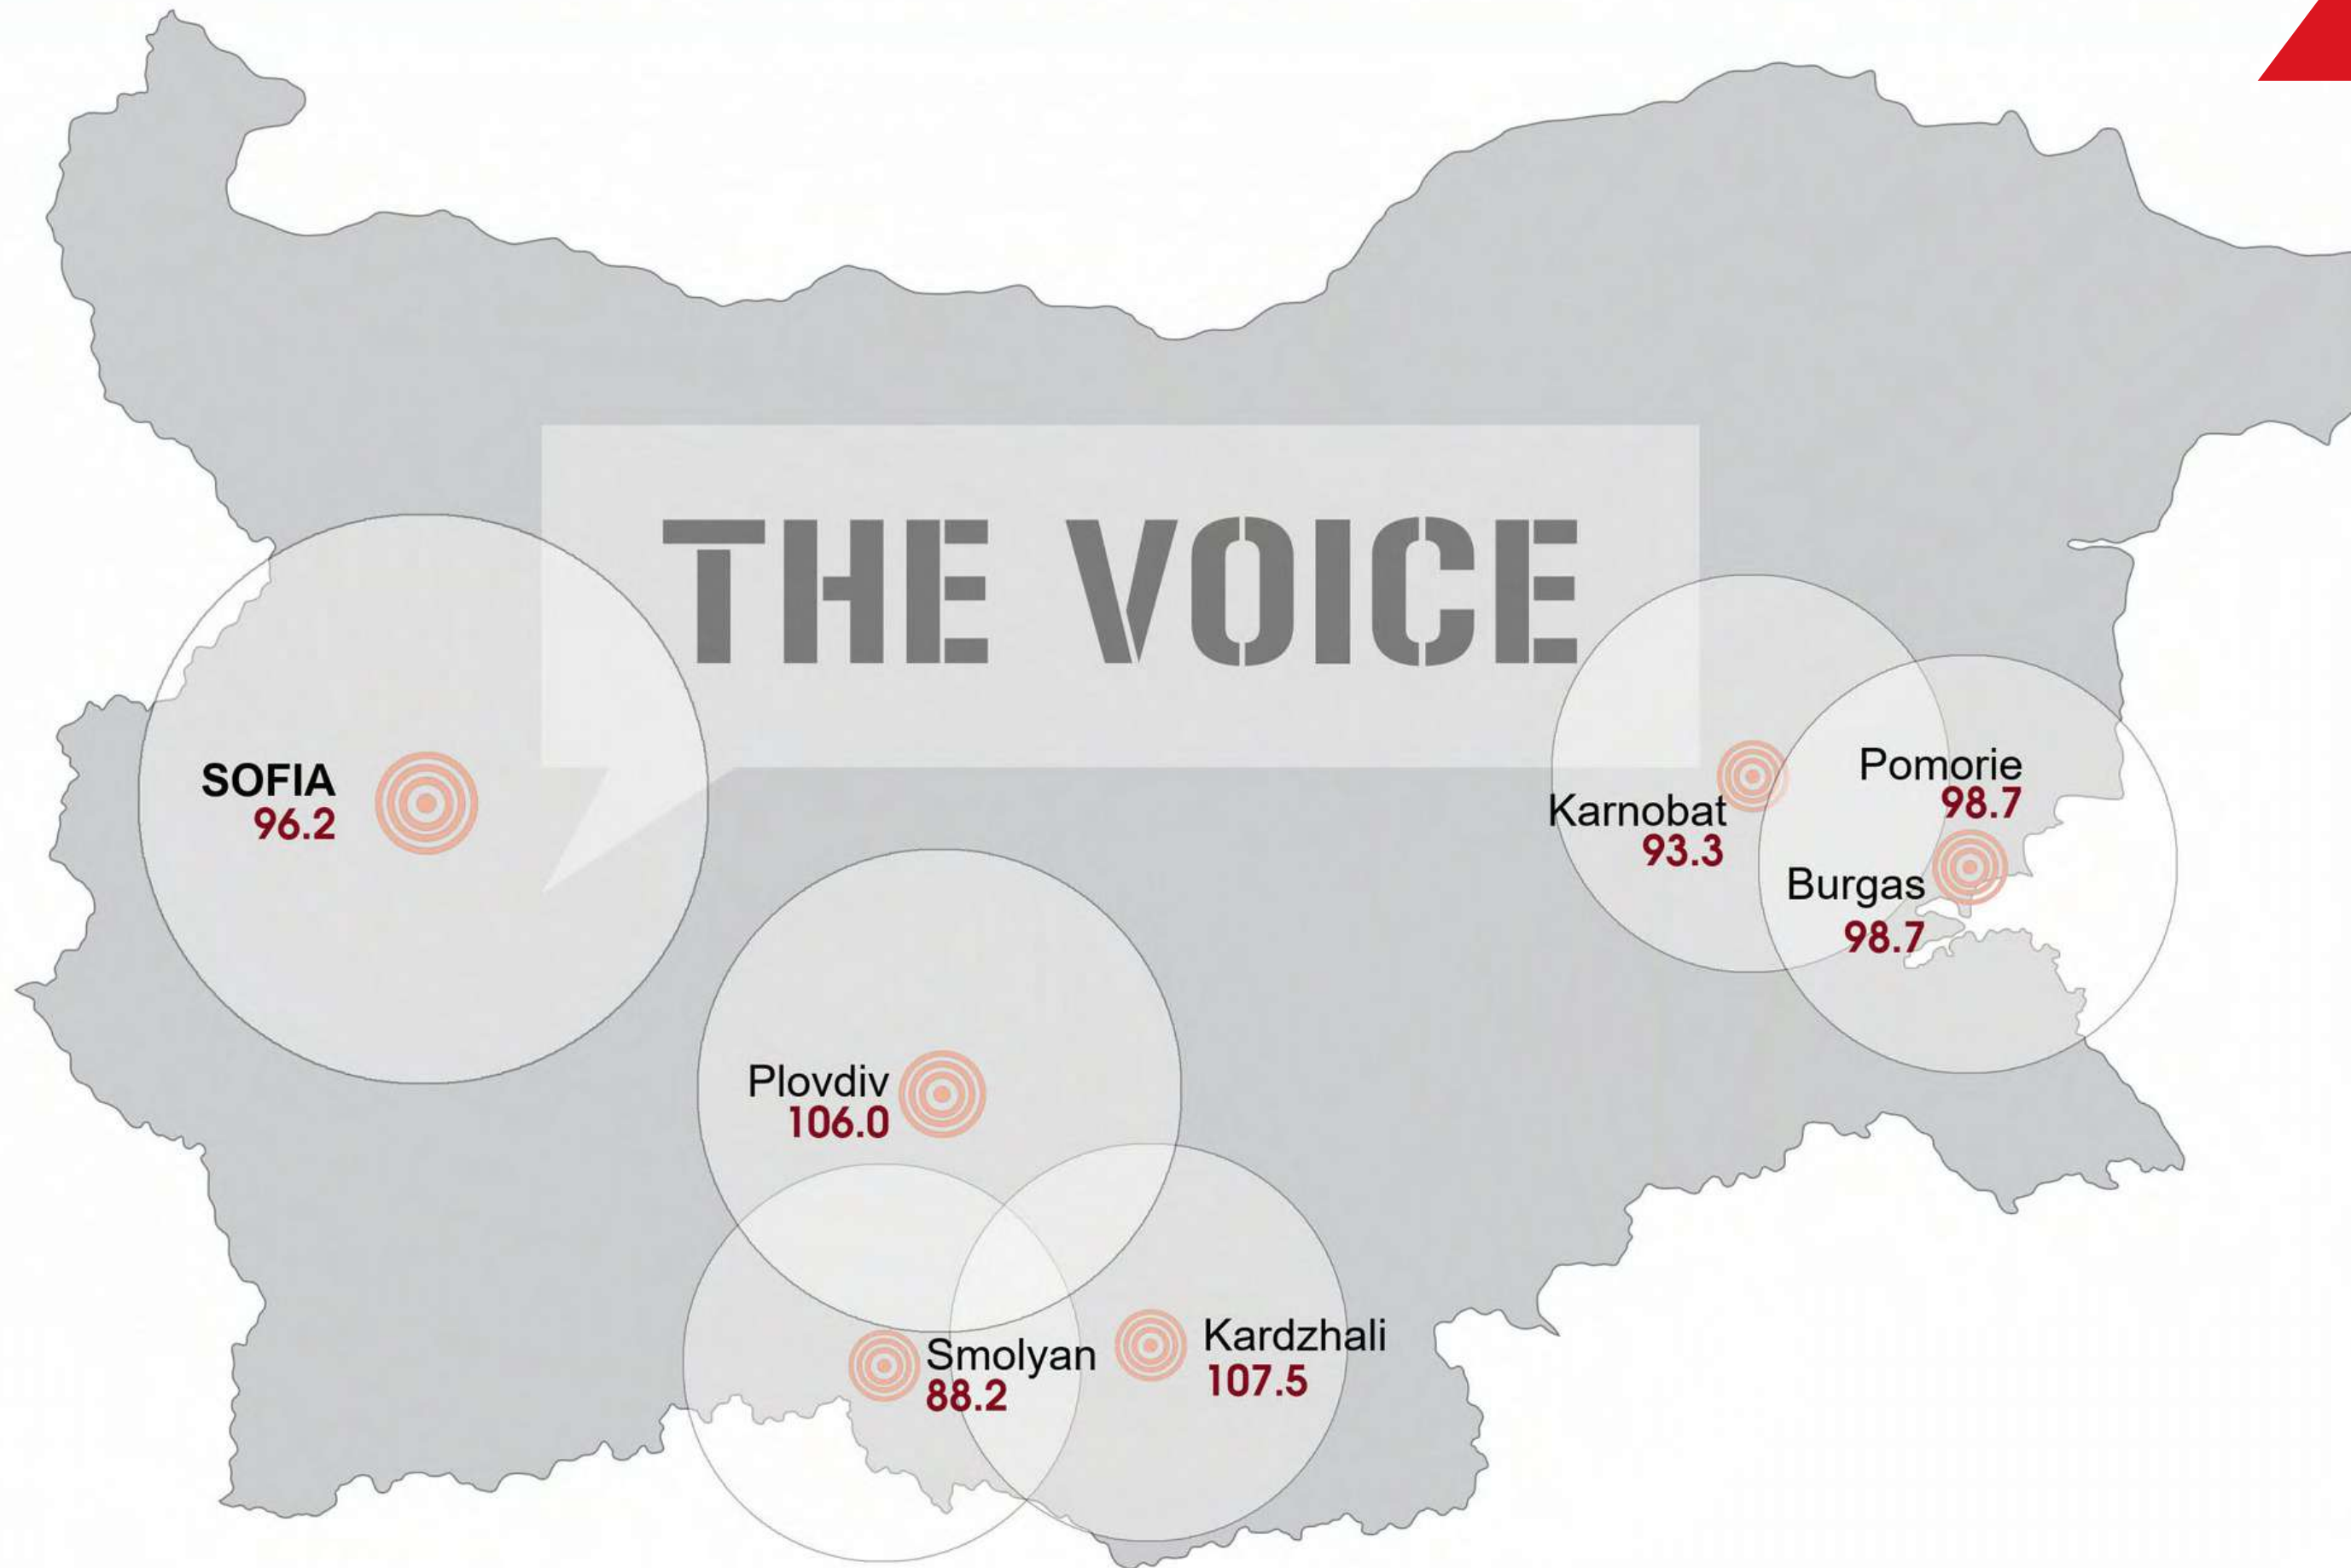 THE VOICE
SOFIA
96.2
Karnobat
93.3
Pomorie
98.7
Burgas
98.7
Plovdiv
106.0
Smolyan
88.2
Kardzhali
107.5